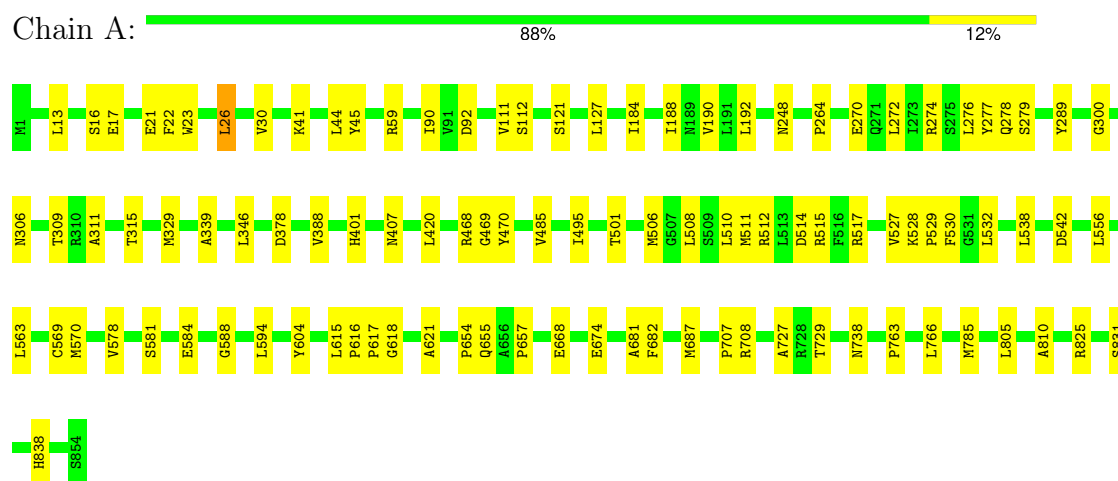 Chain A:
88% 12%
M1 L13 S16 E17 E21 F22 W23 L26 V30 K41 L44 Y45 R59 I90 V91 D92 V111 S112 S121 L127 I184 I188 N189 V190 L191 L192 N248 P264 E270 Q271 L272 I273 R274 S275 L276 Y277 Q278 S279 Y289 G300
N306 T309 R310 A311 T315 M329 A339 L346 D378 V388 H401 N407 L420 R468 G469 Y470 V485 I495 T501 M506 G507 L508 S509 L510 M511 R512 L513 D514 R515 F516 R517 V527 K528 P529 F530 G531 L532 L538 D542 L556
L563 C569 M570 V578 S581 E584 G588 L594 Y604 L615 P616 P617 G618 A621 P654 Q655 A656 P657 E668 E674 A681 F682 M687 P707 R708 A727 R728 T729 N738 P763 L766 M785 L805 A810 R825 S831
H838 S854